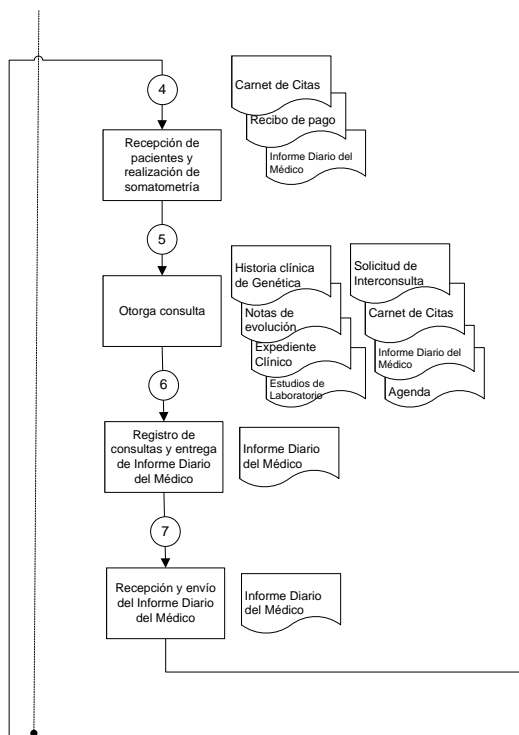 4
Carnet de Citas
Recibo de pago
Informe Diario del
Médico
Recepción de
pacientes y
realización de
somatometría
5
Historia clínica
de Genética
Notas de
evolución
Expediente
Clínico
Estudios de
Laboratorio
Solicitud de
Interconsulta
Carnet de Citas
Informe Diario del
Médico
Agenda
Otorga consulta
6
Registro de
consultas y entrega
de Informe Diario
del Médico
Informe Diario
del Médico
7
Recepción y envío
del Informe Diario
del Médico
Informe Diario
del Médico